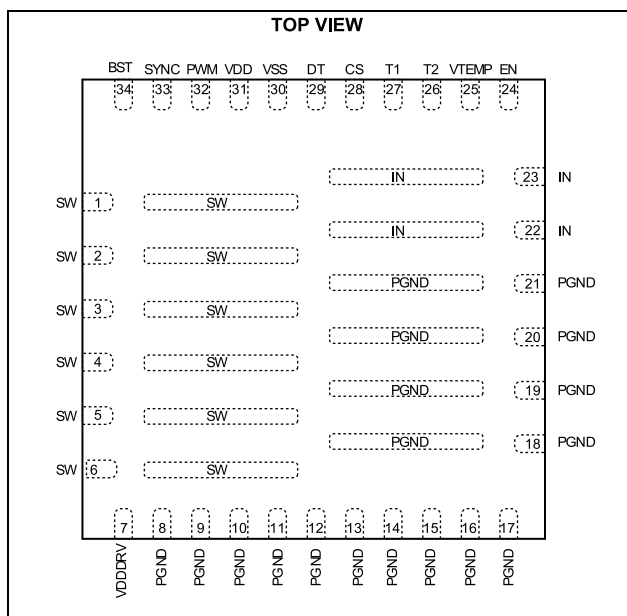 TOP VIEW
BST SYNC PWM VDD VSS DT CS T1 T2 VTEMP EN
34 33 32 31 30 29 28 27 26 25 24
IN 23 IN
SW 1 SW
IN 22 IN
SW 2 SW
PGND 21 PGND
SW 3 SW
PGND 20 PGND
SW 4 SW
PGND 19 PGND
SW 5 SW
PGND 18 PGND
SW 6 SW
7 8 9 10 11 12 13 14 15 16 17
VDDDRV PGND PGND PGND PGND PGND PGND PGND PGND PGND PGND